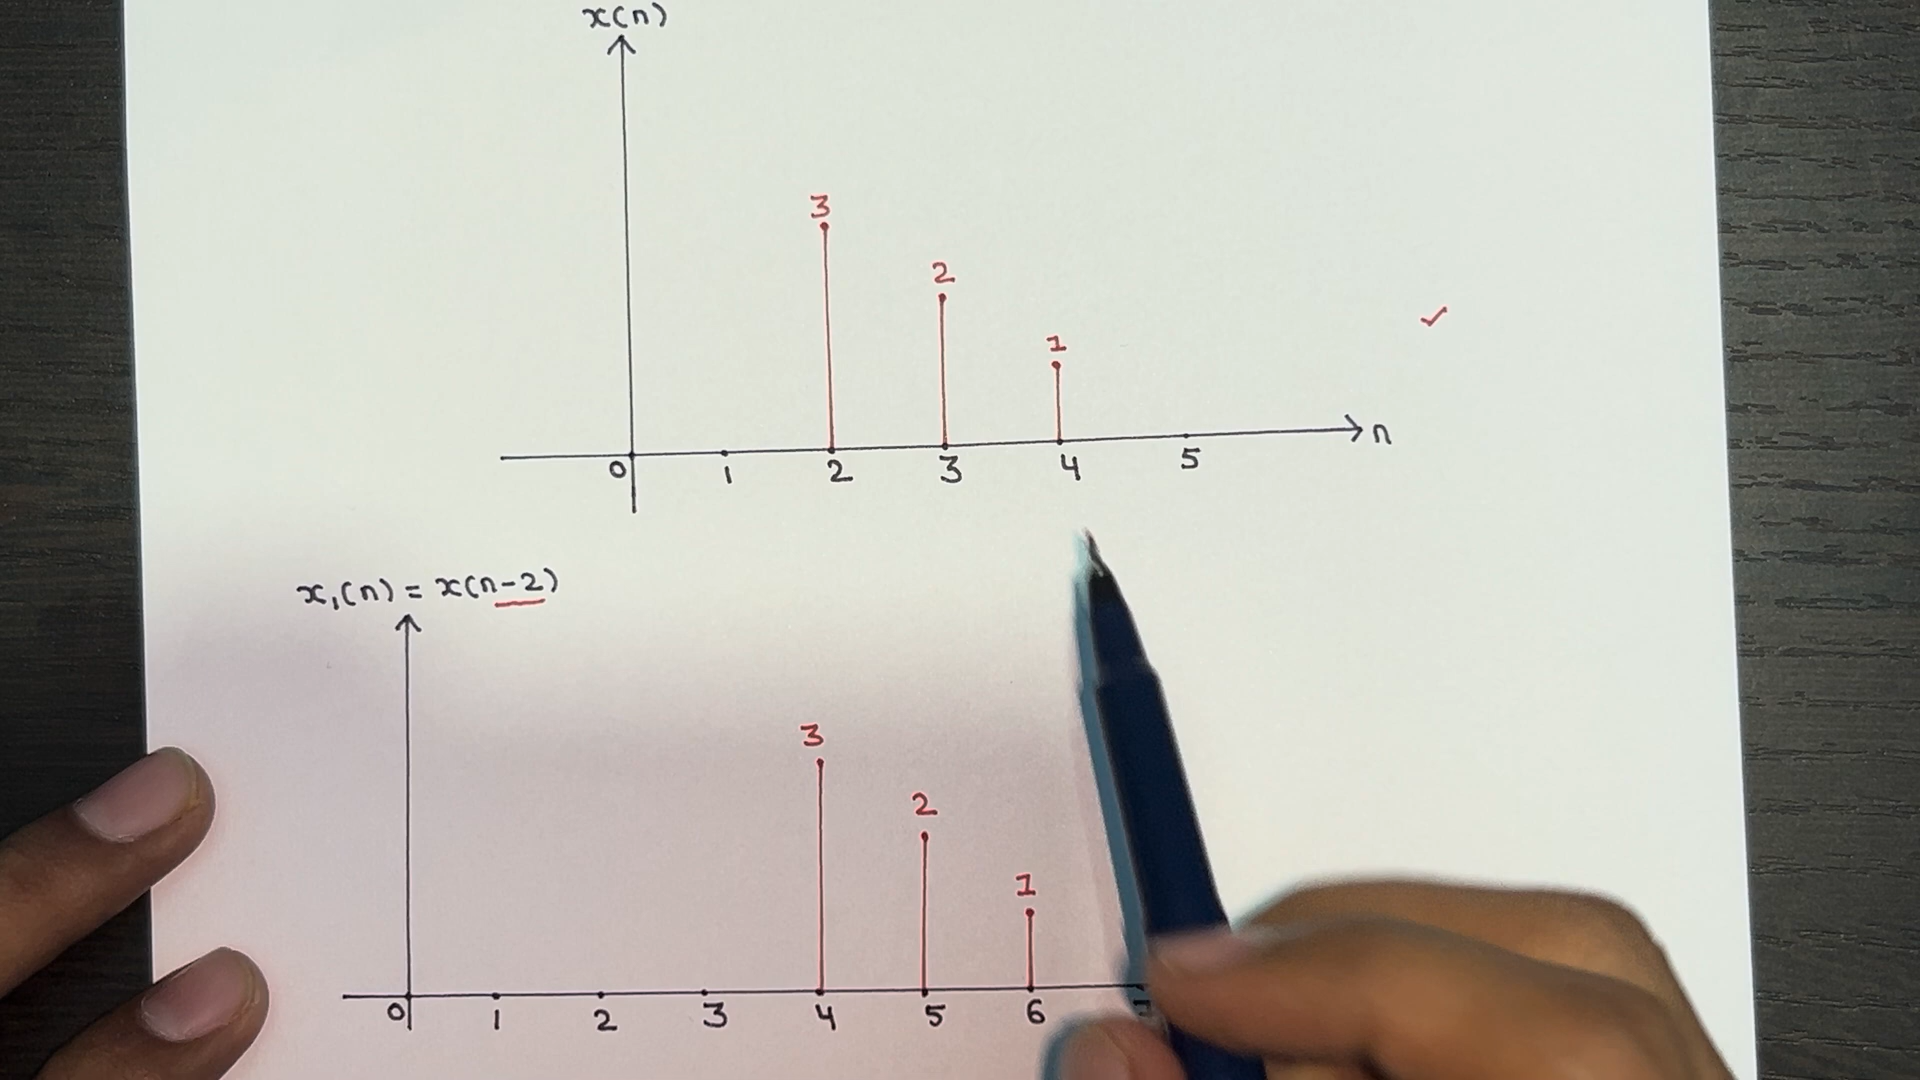 x(n)
3
2
1
n
0 1 2 3 4 5
x₁(n) = x(n-2)
3
2
1
0 1 2 3 4 5 6